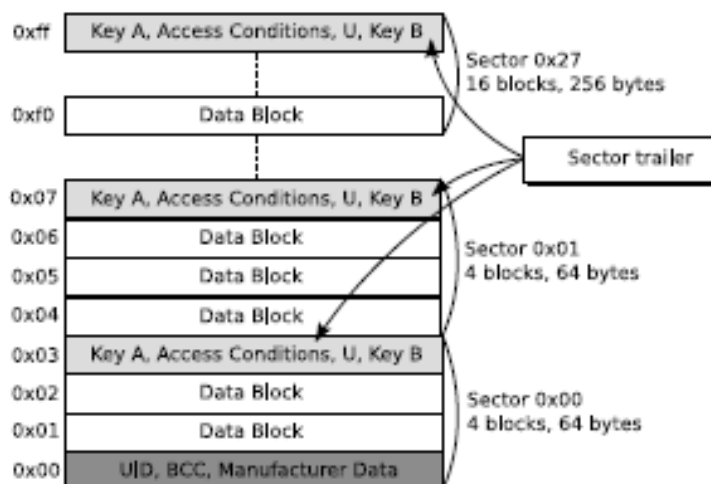 0xff Key A, Access Conditions, U, Key B
Sector 0x27
16 blocks, 256 bytes
0xf0 Data Block
Sector trailer
0x07 Key A, Access Conditions, U, Key B
0x06 Data Block
Sector 0x01
4 blocks, 64 bytes
0x05 Data Block
0x04 Data Block
0x03 Key A, Access Conditions, U, Key B
0x02 Data Block
Sector 0x00
4 blocks, 64 bytes
0x01 Data Block
0x00 UID, BCC, Manufacturer Data